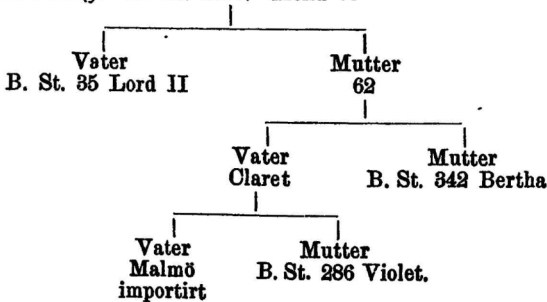 Vater Mutter
B. St. 35 Lord II 62
Vater Mutter
Claret B. St. 342 Bertha
Vater Mutter
Malmö B. St. 286 Violet.
importirt